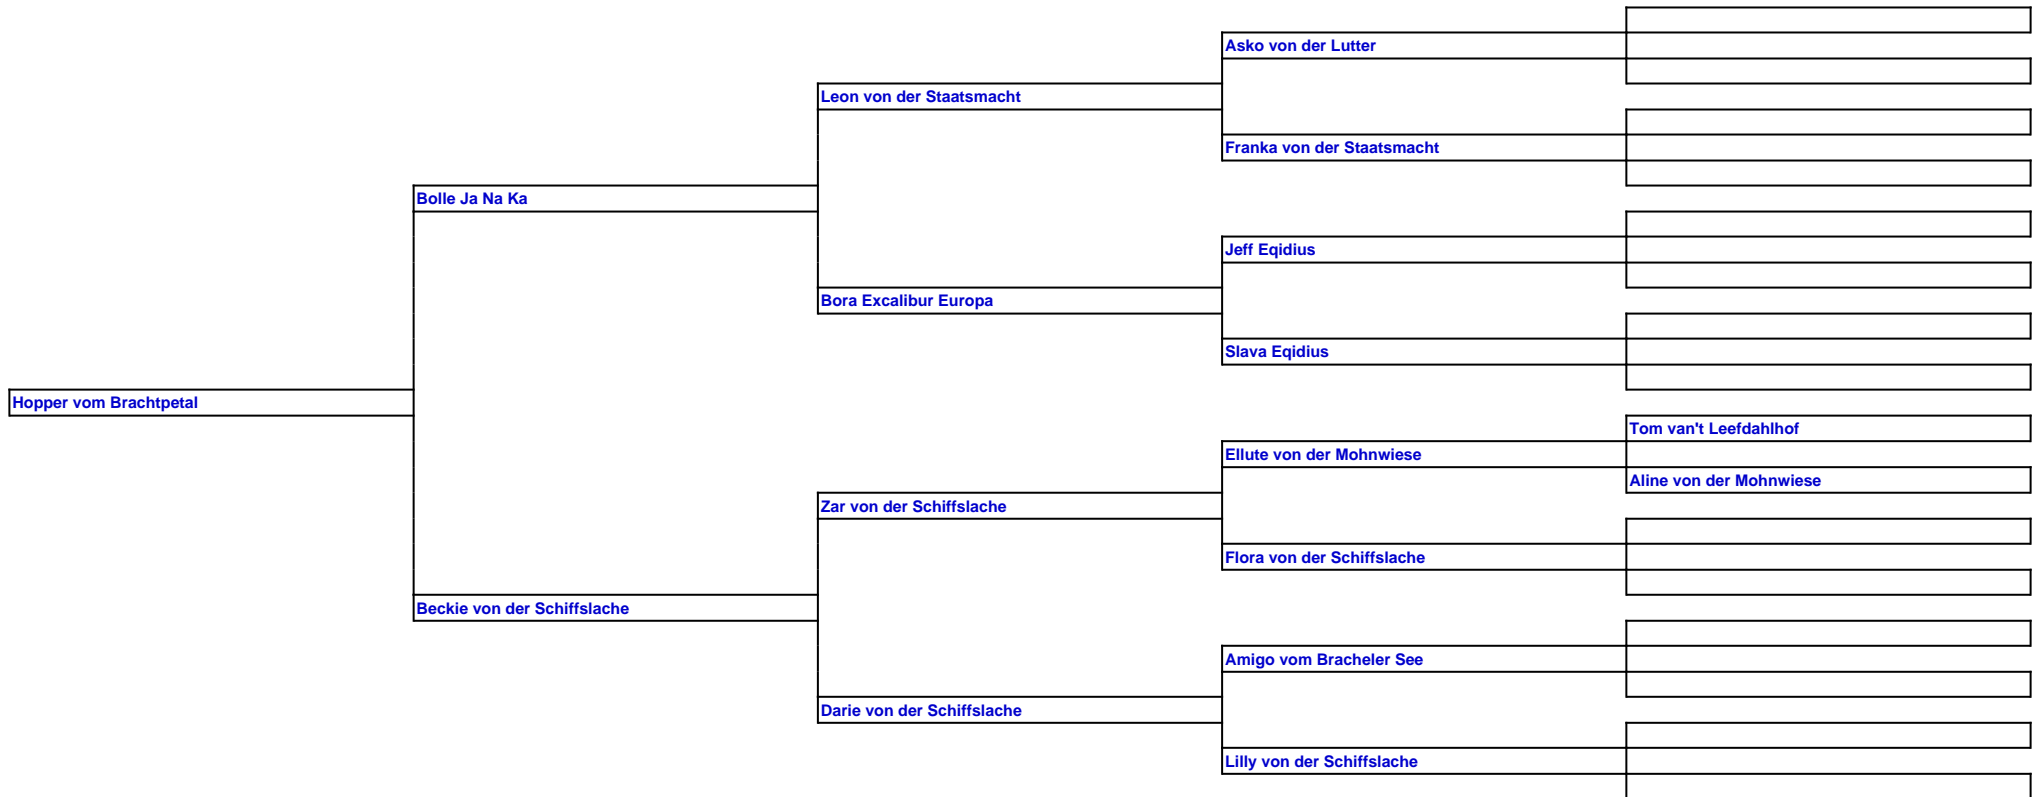 Asko von der Lutter
Leon von der Staatsmacht
Franka von der Staatsmacht
Bolle Ja Na Ka
Jeff Eqidius
Bora Excalibur Europa
Slava Eqidius
Hopper vom Brachtpetal
Tom van't Leefdahlhof
Ellute von der Mohnwiese
Aline von der Mohnwiese
Zar von der Schiffslache
Flora von der Schiffslache
Beckie von der Schiffslache
Amigo vom Bracheler See
Darie von der Schiffslache
Lilly von der Schiffslache